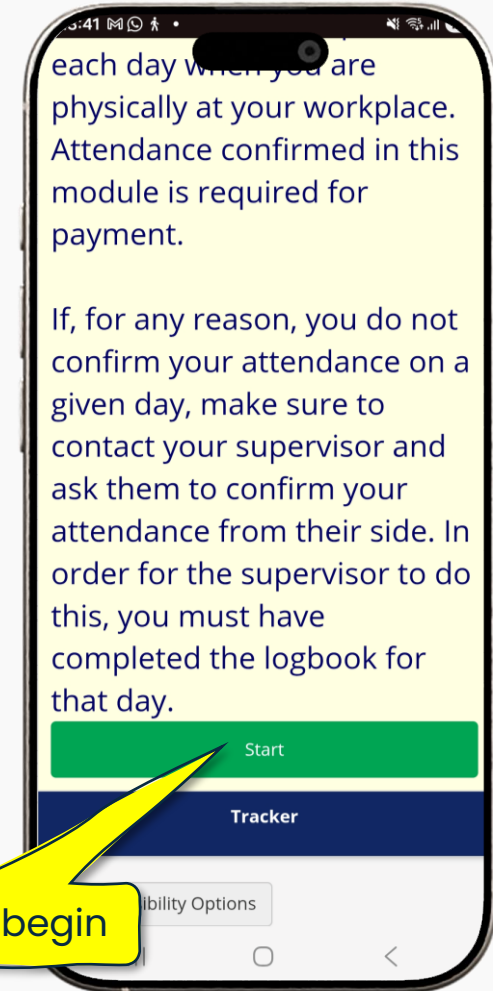 :41
each day when you are
physically at your workplace.
Attendance confirmed in this
module is required for
payment.
If, for any reason, you do not
confirm your attendance on a
given day, make sure to
contact your supervisor and
ask them to confirm your
attendance from their side. In
order for the supervisor to do
this, you must have
completed the logbook for
that day.
Start
Tracker
ibility Options
begin